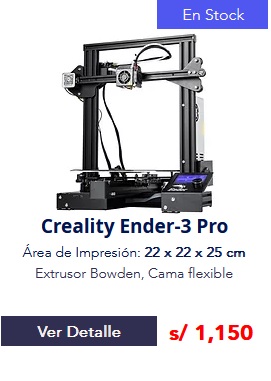 En Stock
Creality Ender-3 Pro
Área de Impresión: 22 x 22 x 25 cm
Extrusor Bowden, Cama flexible
Ver Detalle
s/ 1,150